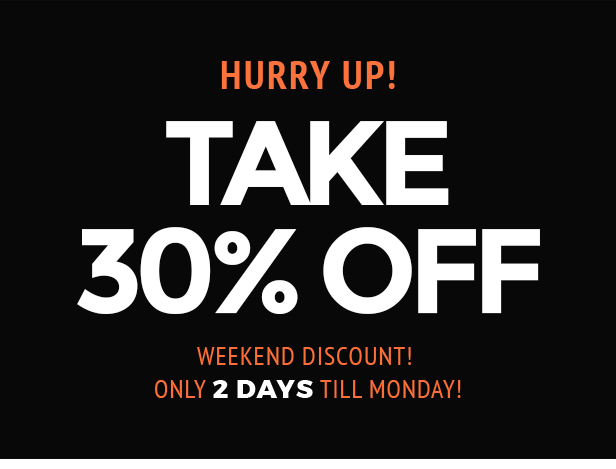 HURRY UP!
TAKE
30% OFF
WEEKEND DISCOUNT!
ONLY 2 DAYS TILL MONDAY!